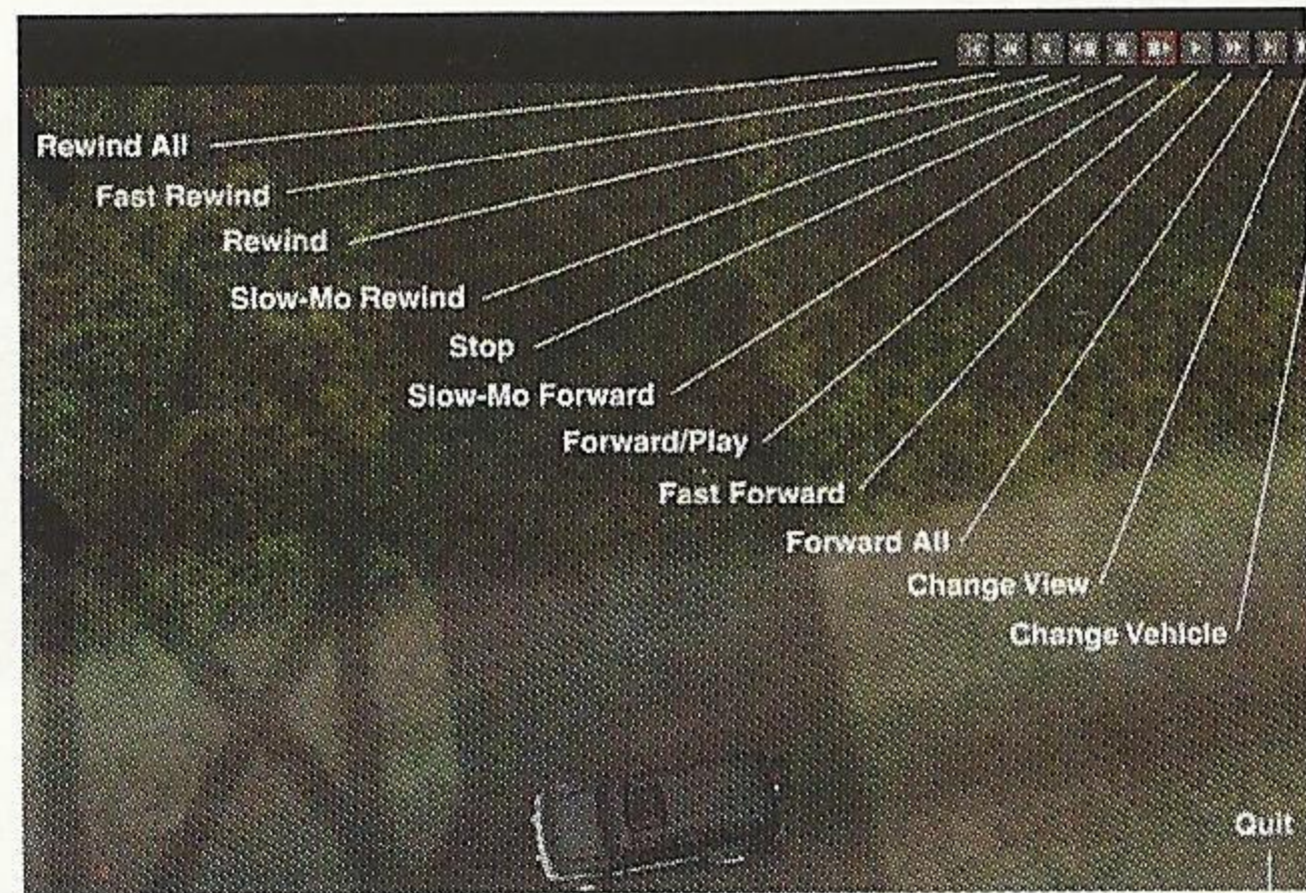 Rewind All
Fast Rewind
Rewind
Slow-Mo Rewind
Stop
Slow-Mo Forward
Forward/Play
Fast Forward
Forward All
Change View
Change Vehicle
Quit